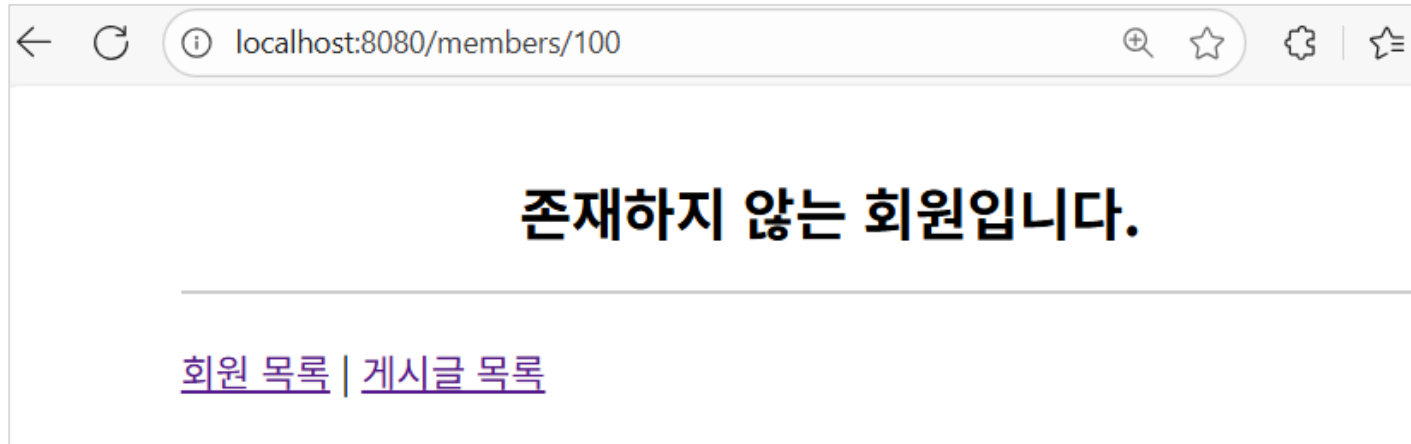 localhost:8080/members/100
존재하지 않는 회원입니다.
회원 목록 | 게시글 목록